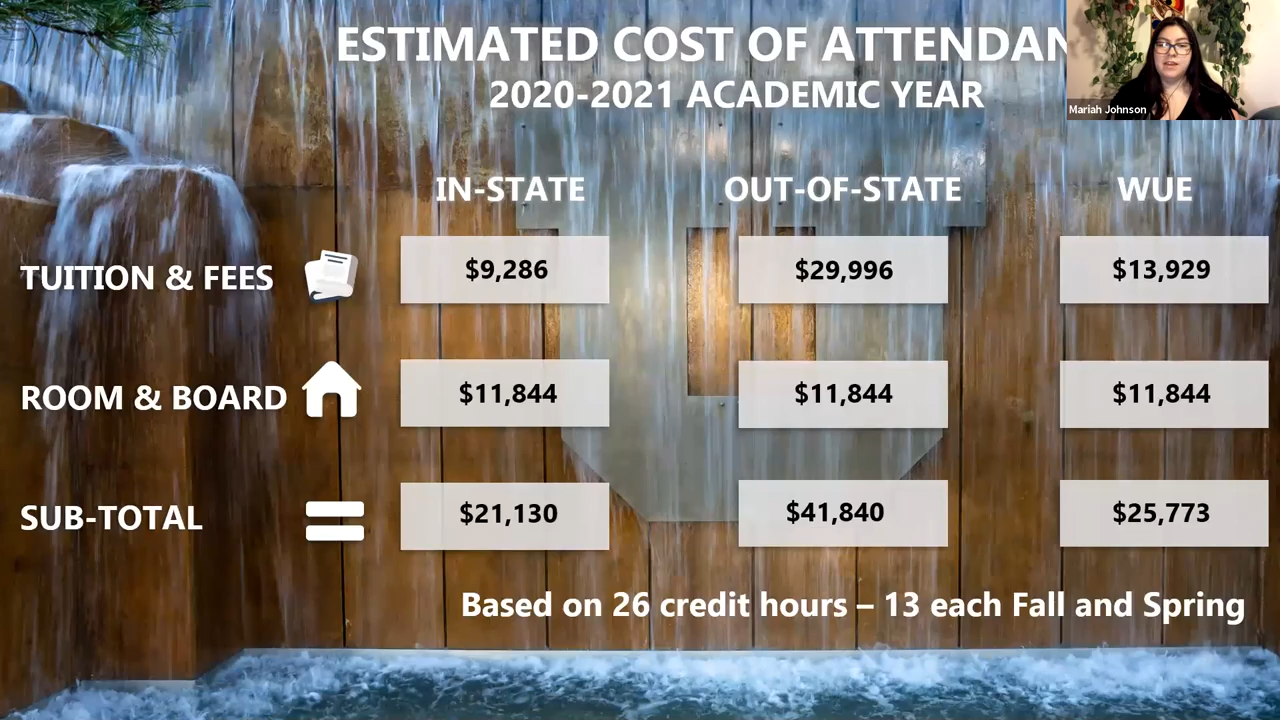 ESTIMATED COST OF ATTENDAN
2020-2021 ACADEMIC YEAR
Mariah Johnson
IN-STATE OUT-OF-STATE WUE
TUITION & FEES $9,286 $29,996 $13,929
ROOM & BOARD $11,844 $11,844 $11,844
SUB-TOTAL $21,130 $41,840 $25,773
Based on 26 credit hours – 13 each Fall and Spring